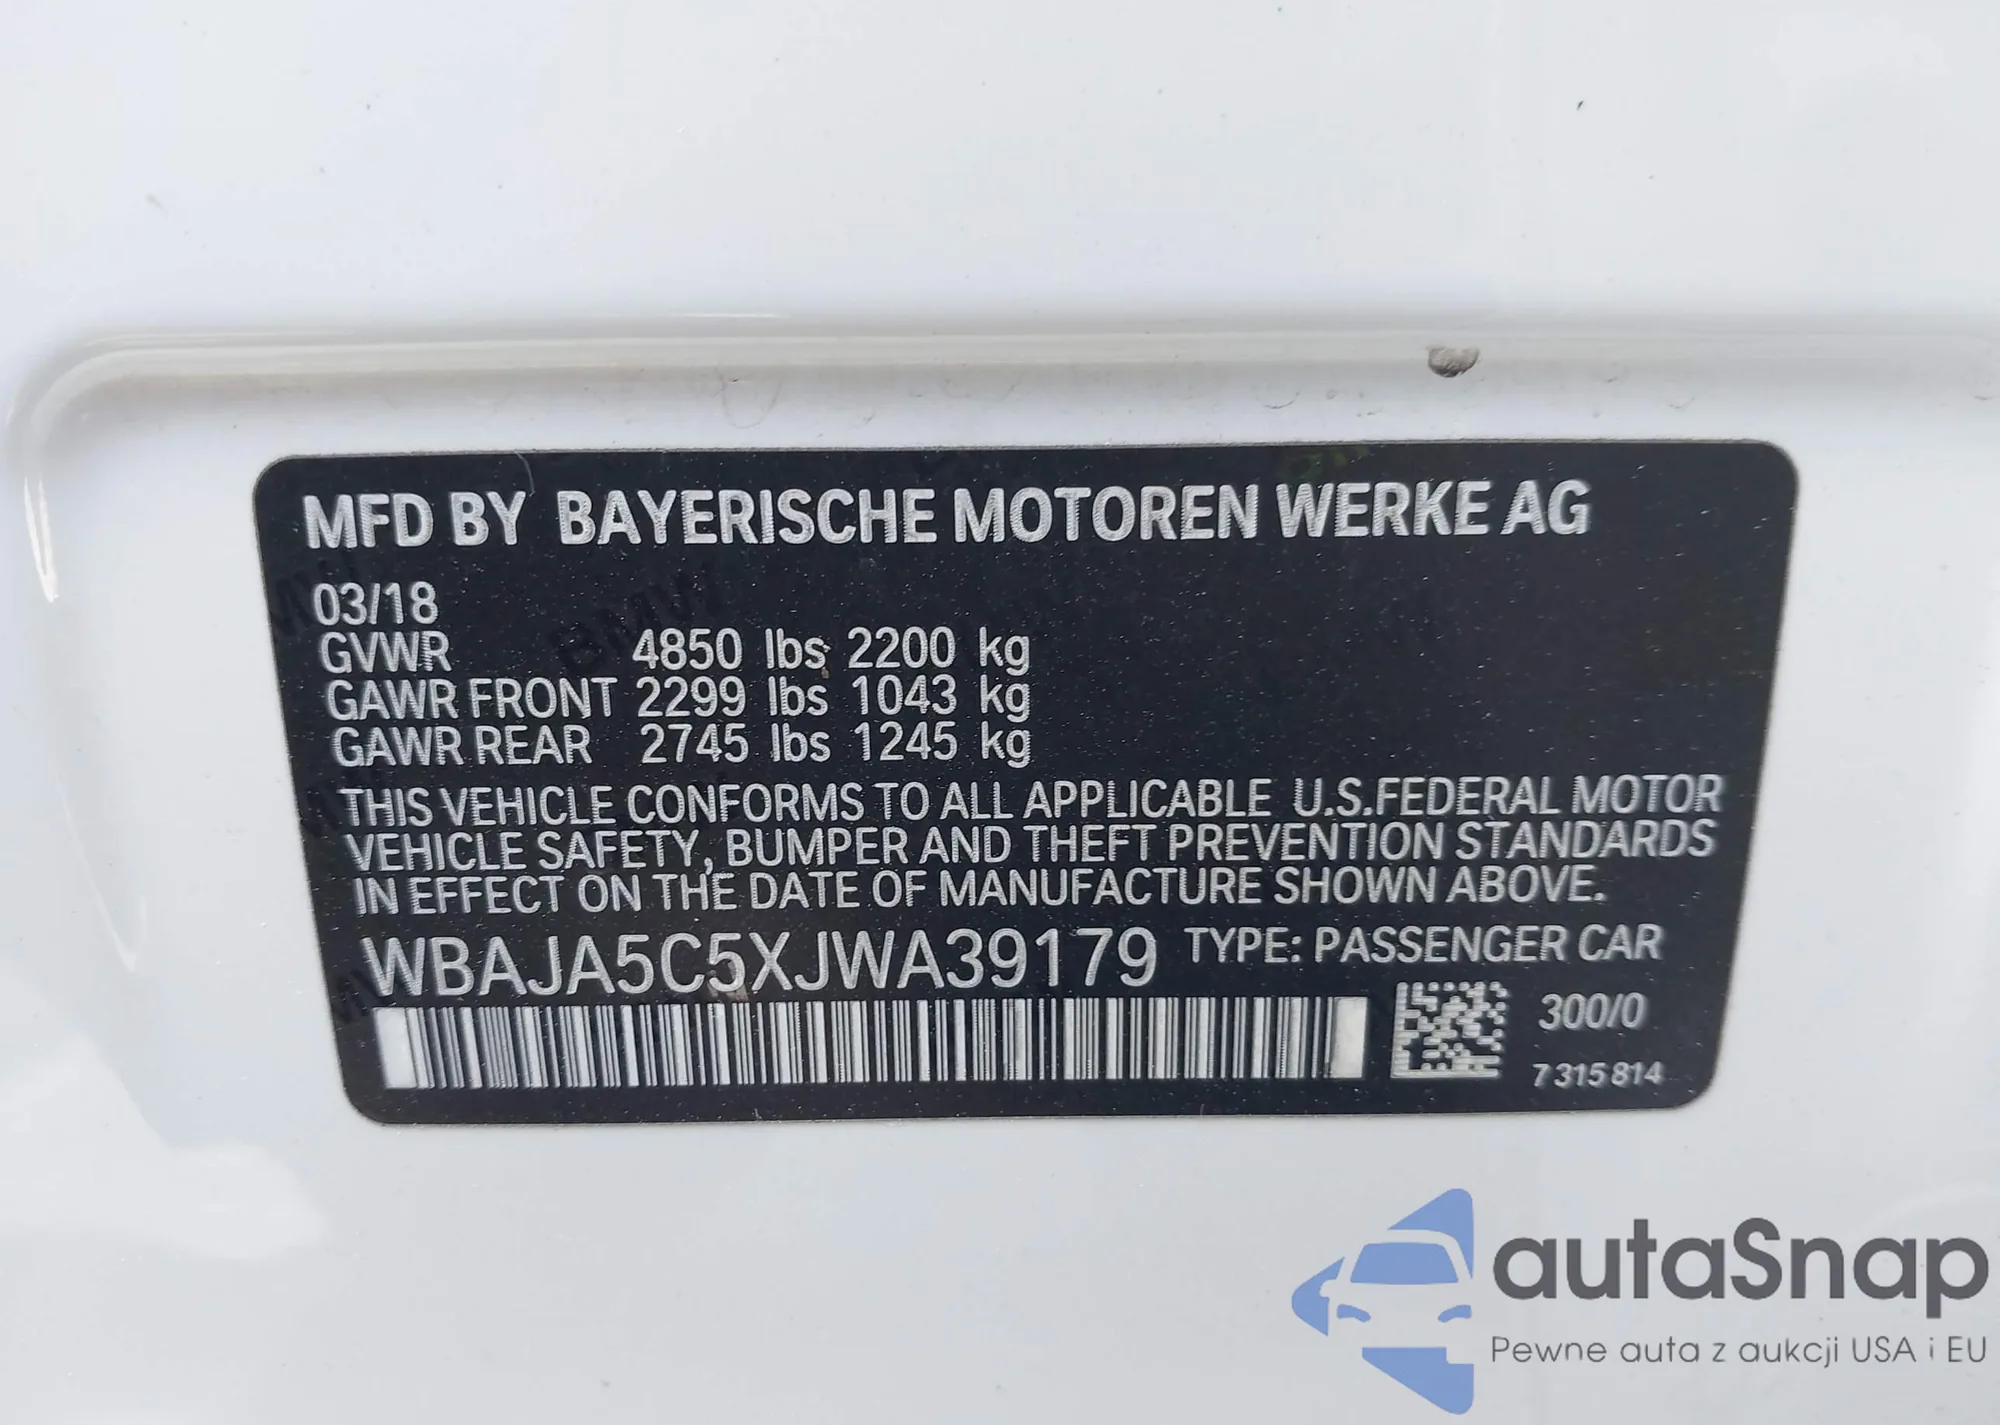 MFD BY BAYERISCHE MOTOREN WERKE AG
03/18
GVWR 4850 lbs 2200 kg
GAWR FRONT 2299 lbs 1043 kg
GAWR REAR 2745 lbs 1245 kg
THIS VEHICLE CONFORMS TO ALL APPLICABLE U.S.FEDERAL MOTOR
VEHICLE SAFETY, BUMPER AND THEFT PREVENTION STANDARDS
IN EFFECT ON THE DATE OF MANUFACTURE SHOWN ABOVE.
WBAJA5C5XJWA39179 TYPE: PASSENGER CAR
300/0
7315814
autaSnap
Pewne auta z aukcji USA i EU